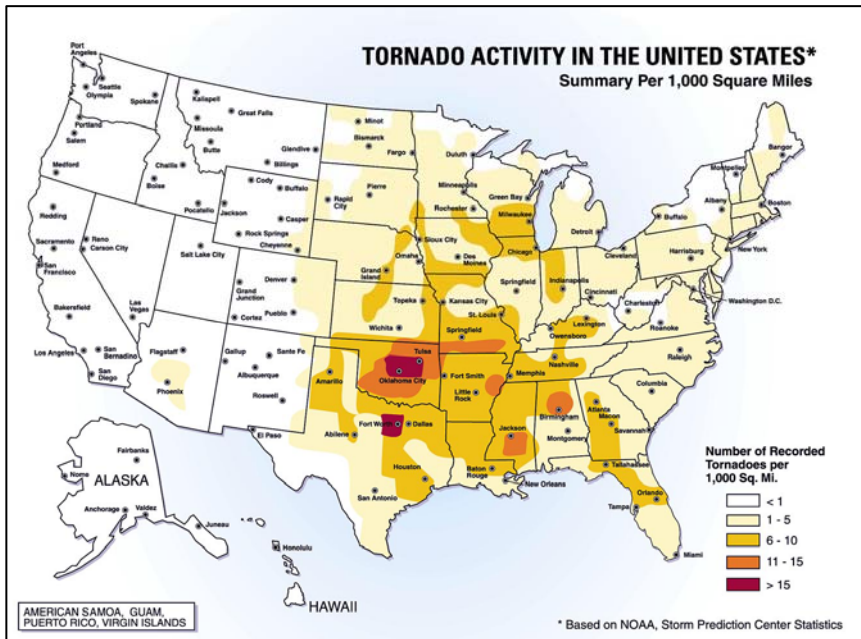 TORNADO ACTIVITY IN THE UNITED STATES*
Summary Per 1,000 Square Miles
Port Angeles
Seattle
Olympia
Spokane
Portland
Salem
Medford
Kalispell
Great Falls
Missoula
Butte
Glendive
Billings
Challis
Boise
Pocatello
Cody
Buffalo
Jackson
Casper
Rock Springs
Cheyenne
Minot
Bismarck
Fargo
Rapid City
Pierre
Duluth
Minneapolis
Rochester
Green Bay
Milwaukee
Chicago
Detroit
Bangor
Montpelier
Albany
Boston
Buffalo
New York
Harrisburg
Cleveland
Washington D.C.
Redding
Reno
Carson City
Sacramento
San Francisco
Bakersfield
Las Vegas
Los Angeles
San Bernadino
San Diego
Salt Lake City
Denver
Grand Junction
Cortez
Pueblo
Flagstaff
Phoenix
Gallup
Sante Fe
Albuquerque
Roswell
El Paso
Sioux City
Omaha
Grand Island
Des Moines
Topeka
Kansas City
Wichita
St. Louis
Springfield
Springfield
Indianapolis
Cincinnati
Charleston
Lexington
Owensboro
Roanoke
Raleigh
Nashville
Memphis
Tulsa
Oklahoma City
Amarillo
Fort Smith
Little Rock
Fort Worth
Dallas
Abilene
Houston
San Antonio
Jackson
Baton Rouge
New Orleans
Birmingham
Montgomery
Atlanta
Macon
Savannah
Columbia
Tallahassee
Orlando
Tampa
Miami
Fairbanks
Nome
ALASKA
Anchorage
Valdez
Juneau
Honolulu
HAWAII
Number of Recorded
Tornadoes per
1,000 Sq. Mi.
< 1
1 - 5
6 - 10
11 - 15
> 15
AMERICAN SAMOA, GUAM,
PUERTO RICO, VIRGIN ISLANDS
* Based on NOAA, Storm Prediction Center Statistics